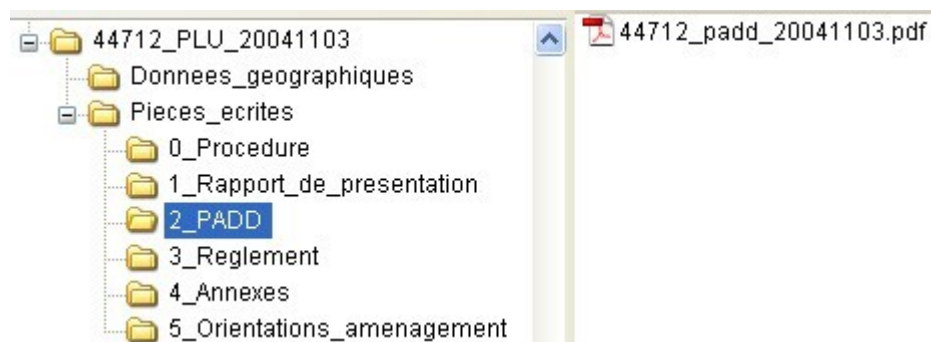 44712_PLU_20041103
Donnees_geographiques
Pieces_ecrites
0_Procedure
1_Rapport_de_presentation
2_PADD
3_Reglement
4_Annexes
5_Orientations_amenagement
44712_padd_20041103.pdf